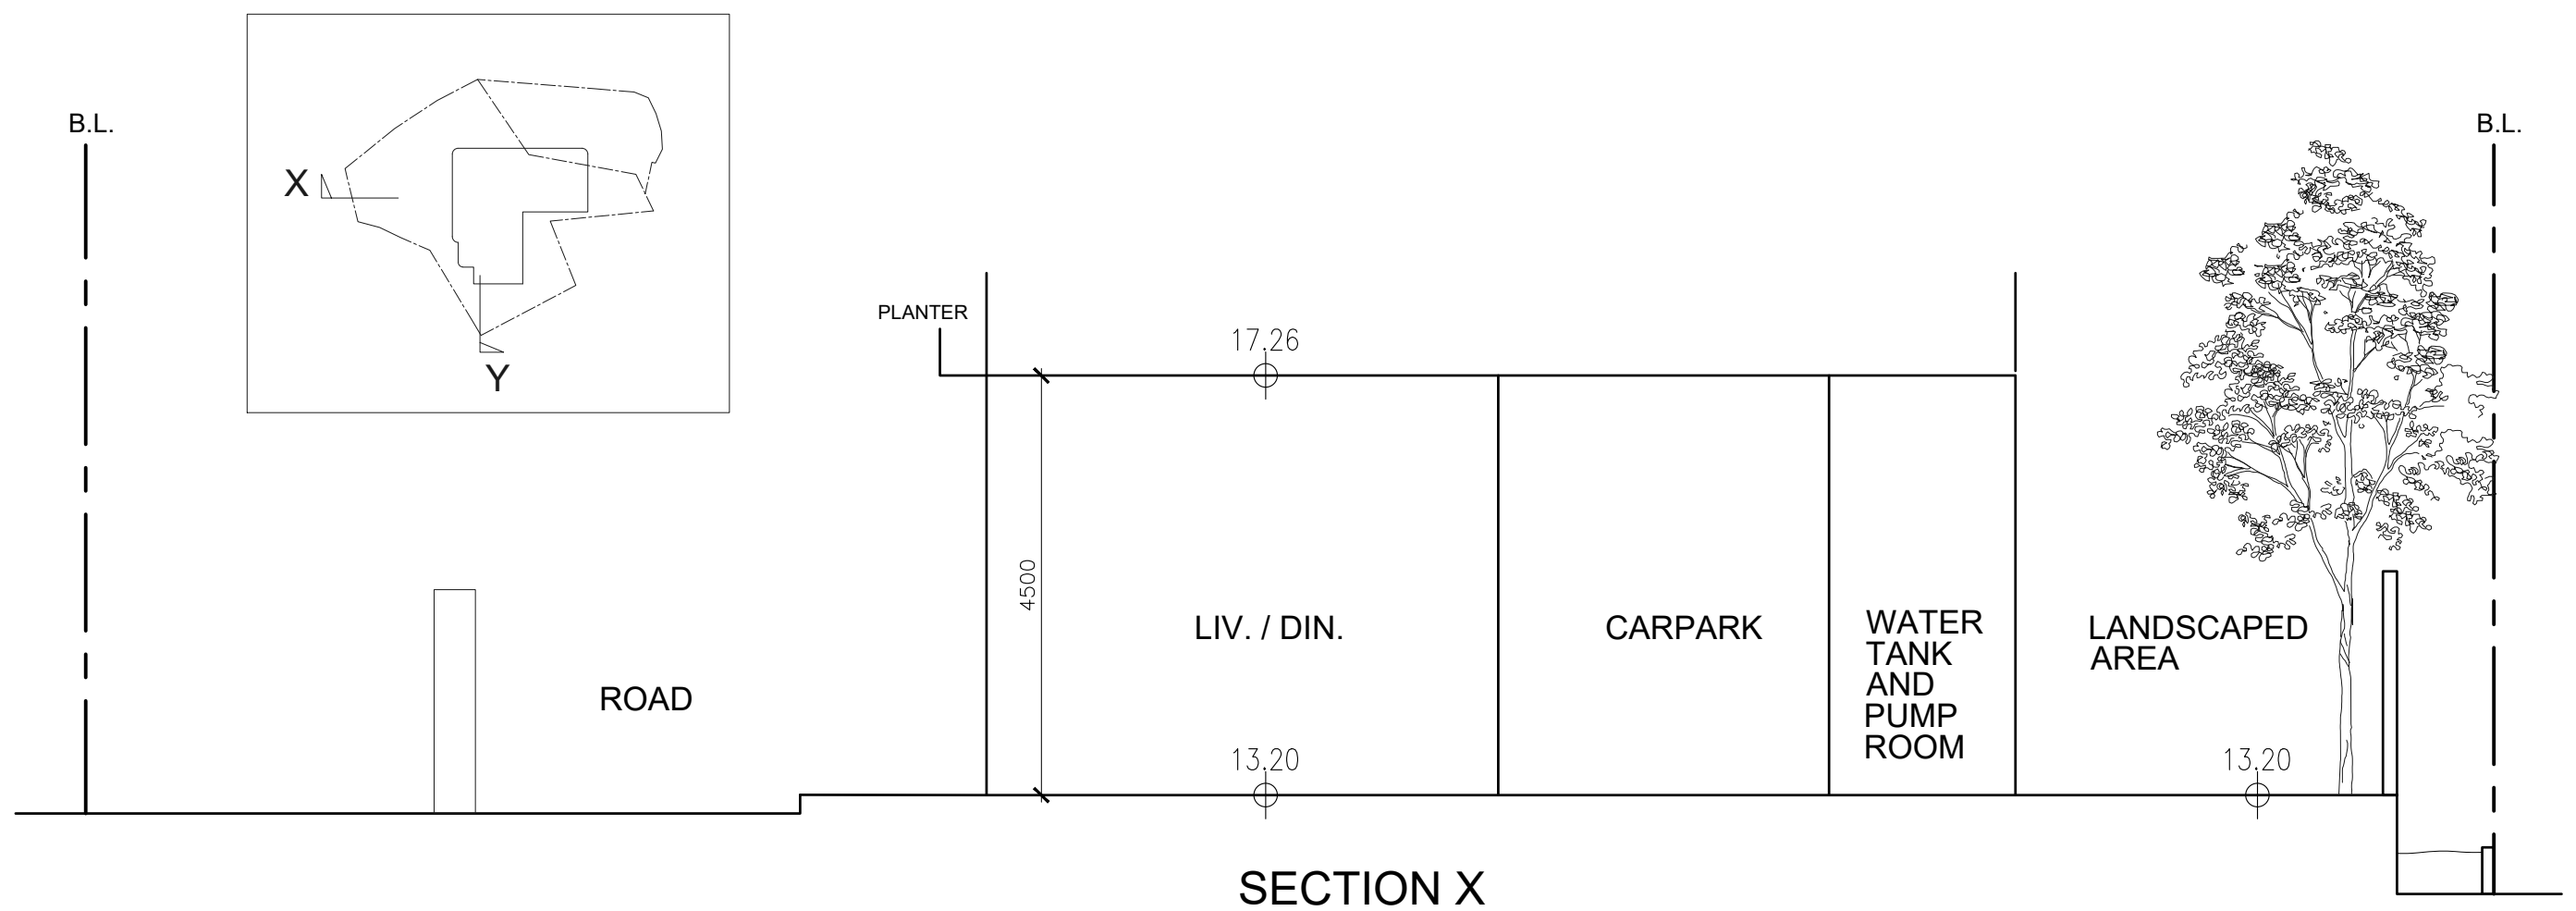 B.L.
X
Y
PLANTER
B.L.
17.26
4500
LIV. / DIN.
CARPARK
WATER
TANK
AND
PUMP
ROOM
LANDSCAPED
AREA
ROAD
13.20
13.20
SECTION X